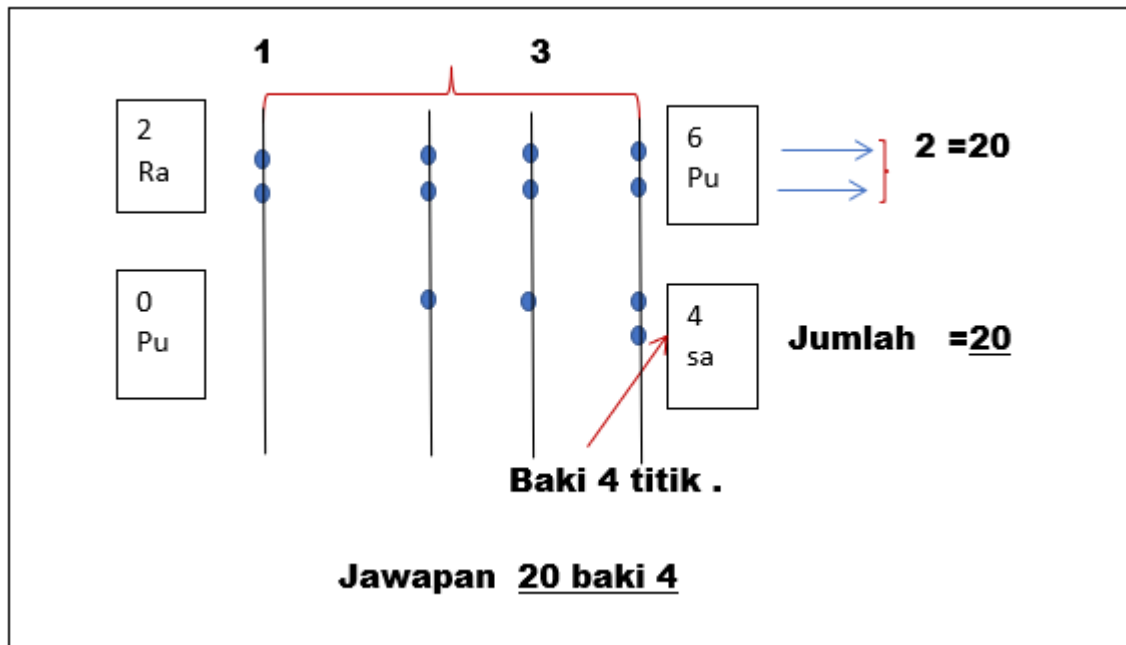 1 3
2
Ra
6
Pu
2 =20
0
Pu
4
sa
Jumlah =20
Baki 4 titik .
Jawapan 20 baki 4